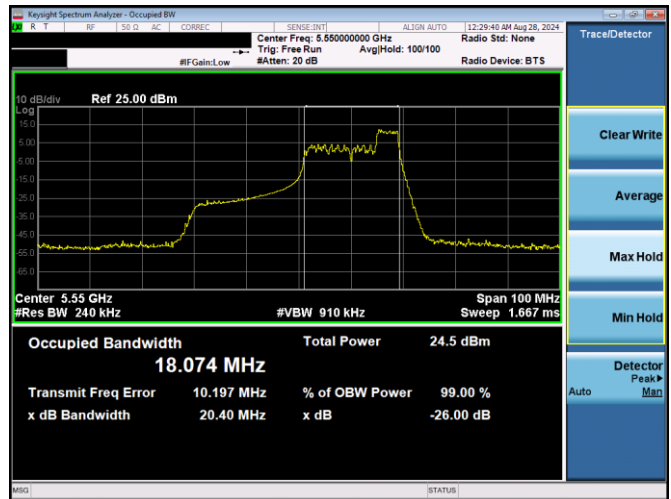 Keysight Spectrum Analyzer - Occupied BW
R T RF 50 Ω AC CORREC SENSE:INT ALIGN AUTO 12:29:40 AM Aug 28, 2024
Center Freq: 5.550000000 GHz Radio Std: None
Trig: Free Run Avg|Hold: 100/100
#IFGain:Low #Atten: 20 dB Radio Device: BTS
Trace/Detector
10 dB/div Ref 25.00 dBm
Log
15.0
5.00
-5.00
-15.0
-25.0
-35.0
-45.0
-55.0
-65.0
Center 5.55 GHz Span 100 MHz
#Res BW 240 kHz #VBW 910 kHz Sweep 1.667 ms
Occupied Bandwidth Total Power 24.5 dBm
18.074 MHz
Transmit Freq Error 10.197 MHz % of OBW Power 99.00 %
x dB Bandwidth 20.40 MHz x dB -26.00 dB
Clear Write
Average
Max Hold
Min Hold
Detector
Peak▶
Auto Man
MSG STATUS